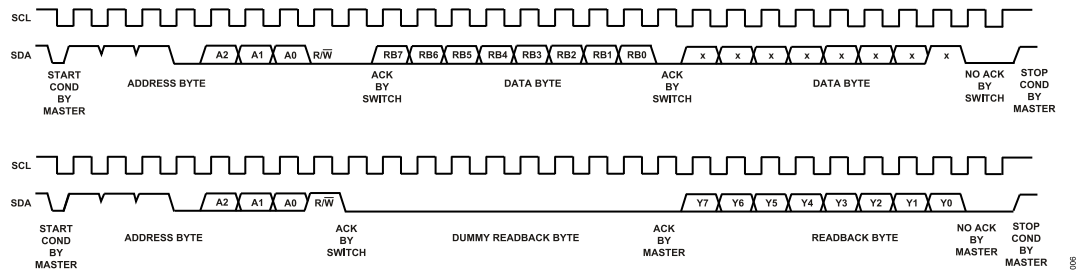 SCL
SDA
A2 A1 A0 R/W̅ RB7 RB6 RB5 RB4 RB3 RB2 RB1 RB0 x x x x x x x x
START
COND
BY
MASTER
ADDRESS BYTE
ACK
BY
SWITCH
DATA BYTE
ACK
BY
SWITCH
DATA BYTE
NO ACK
BY
SWITCH
STOP
COND
BY
MASTER
SCL
SDA
A2 A1 A0 R/W̅ Y7 Y6 Y5 Y4 Y3 Y2 Y1 Y0
START
COND
BY
MASTER
ADDRESS BYTE
ACK
BY
SWITCH
DUMMY READBACK BYTE
ACK
BY
MASTER
READBACK BYTE
NO ACK
BY
MASTER
STOP
COND
BY
MASTER
006